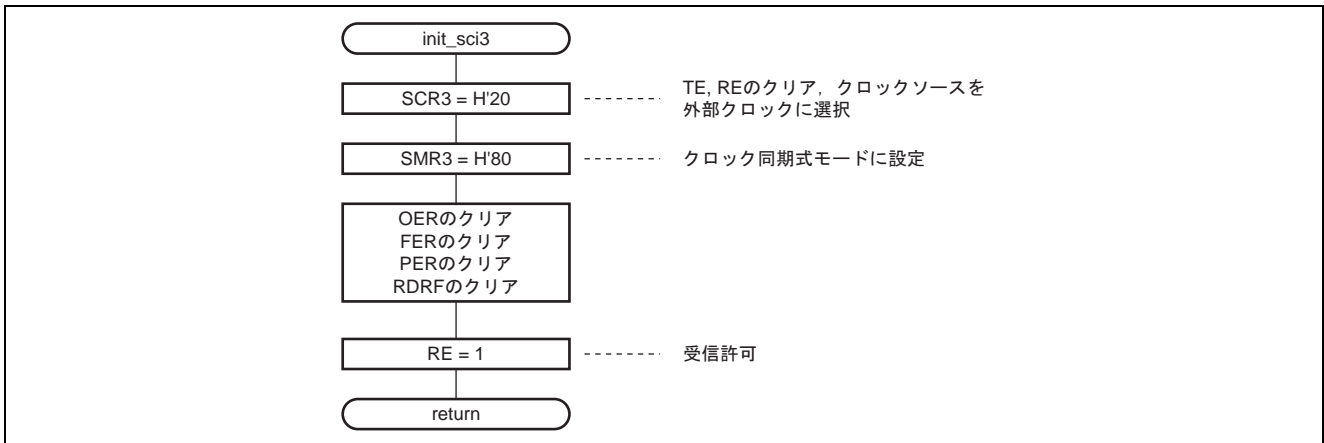 init_sci3
SCR3 = H'20
TE, REのクリア，クロックソースを
外部クロックに選択
SMR3 = H'80
クロック同期式モードに設定
OERのクリア
FERのクリア
PERのクリア
RDRFのクリア
RE = 1
受信許可
return